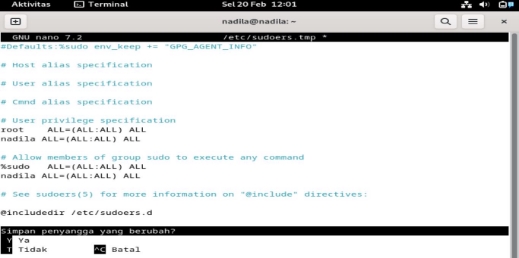 Aktivitas Terminal Sel 20 Feb 12:01
nadila@nadila: ~
GNU nano 7.2 /etc/sudoers.tmp *
#Defaults:%sudo env_keep += "GPG_AGENT_INFO"
# Host alias specification
# User alias specification
# Cmnd alias specification
# User privilege specification
root ALL=(ALL:ALL) ALL
nadila ALL=(ALL:ALL) ALL
# Allow members of group sudo to execute any command
%sudo ALL=(ALL:ALL) ALL
nadila ALL=(ALL:ALL) ALL
# See sudoers(5) for more information on "@include" directives:
@includedir /etc/sudoers.d
Simpan penyangga yang berubah?
Y Ya
T Tidak ^C Batal